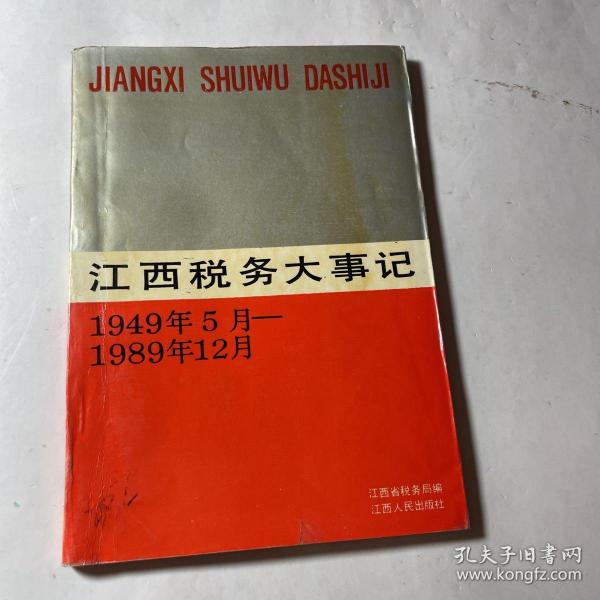 JIANGXI SHUIWU DASHIJI
江西税务大事记
1949年5月—
1989年12月
江西省税务局编
江西人民出版社
孔夫子旧书网
www.kongfz.com